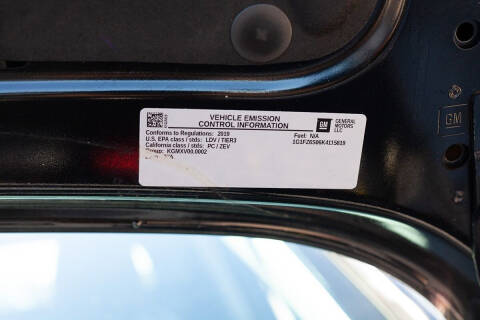 VEHICLE EMISSION
CONTROL INFORMATION
GM
GENERAL
MOTORS
LLC
Conforms to Regulations: 2019
U.S. EPA class / stds: LDV / TIER3
California class / stds: PC / ZEV
Group: KGMXV00.0002
Fuel: N/A
GM